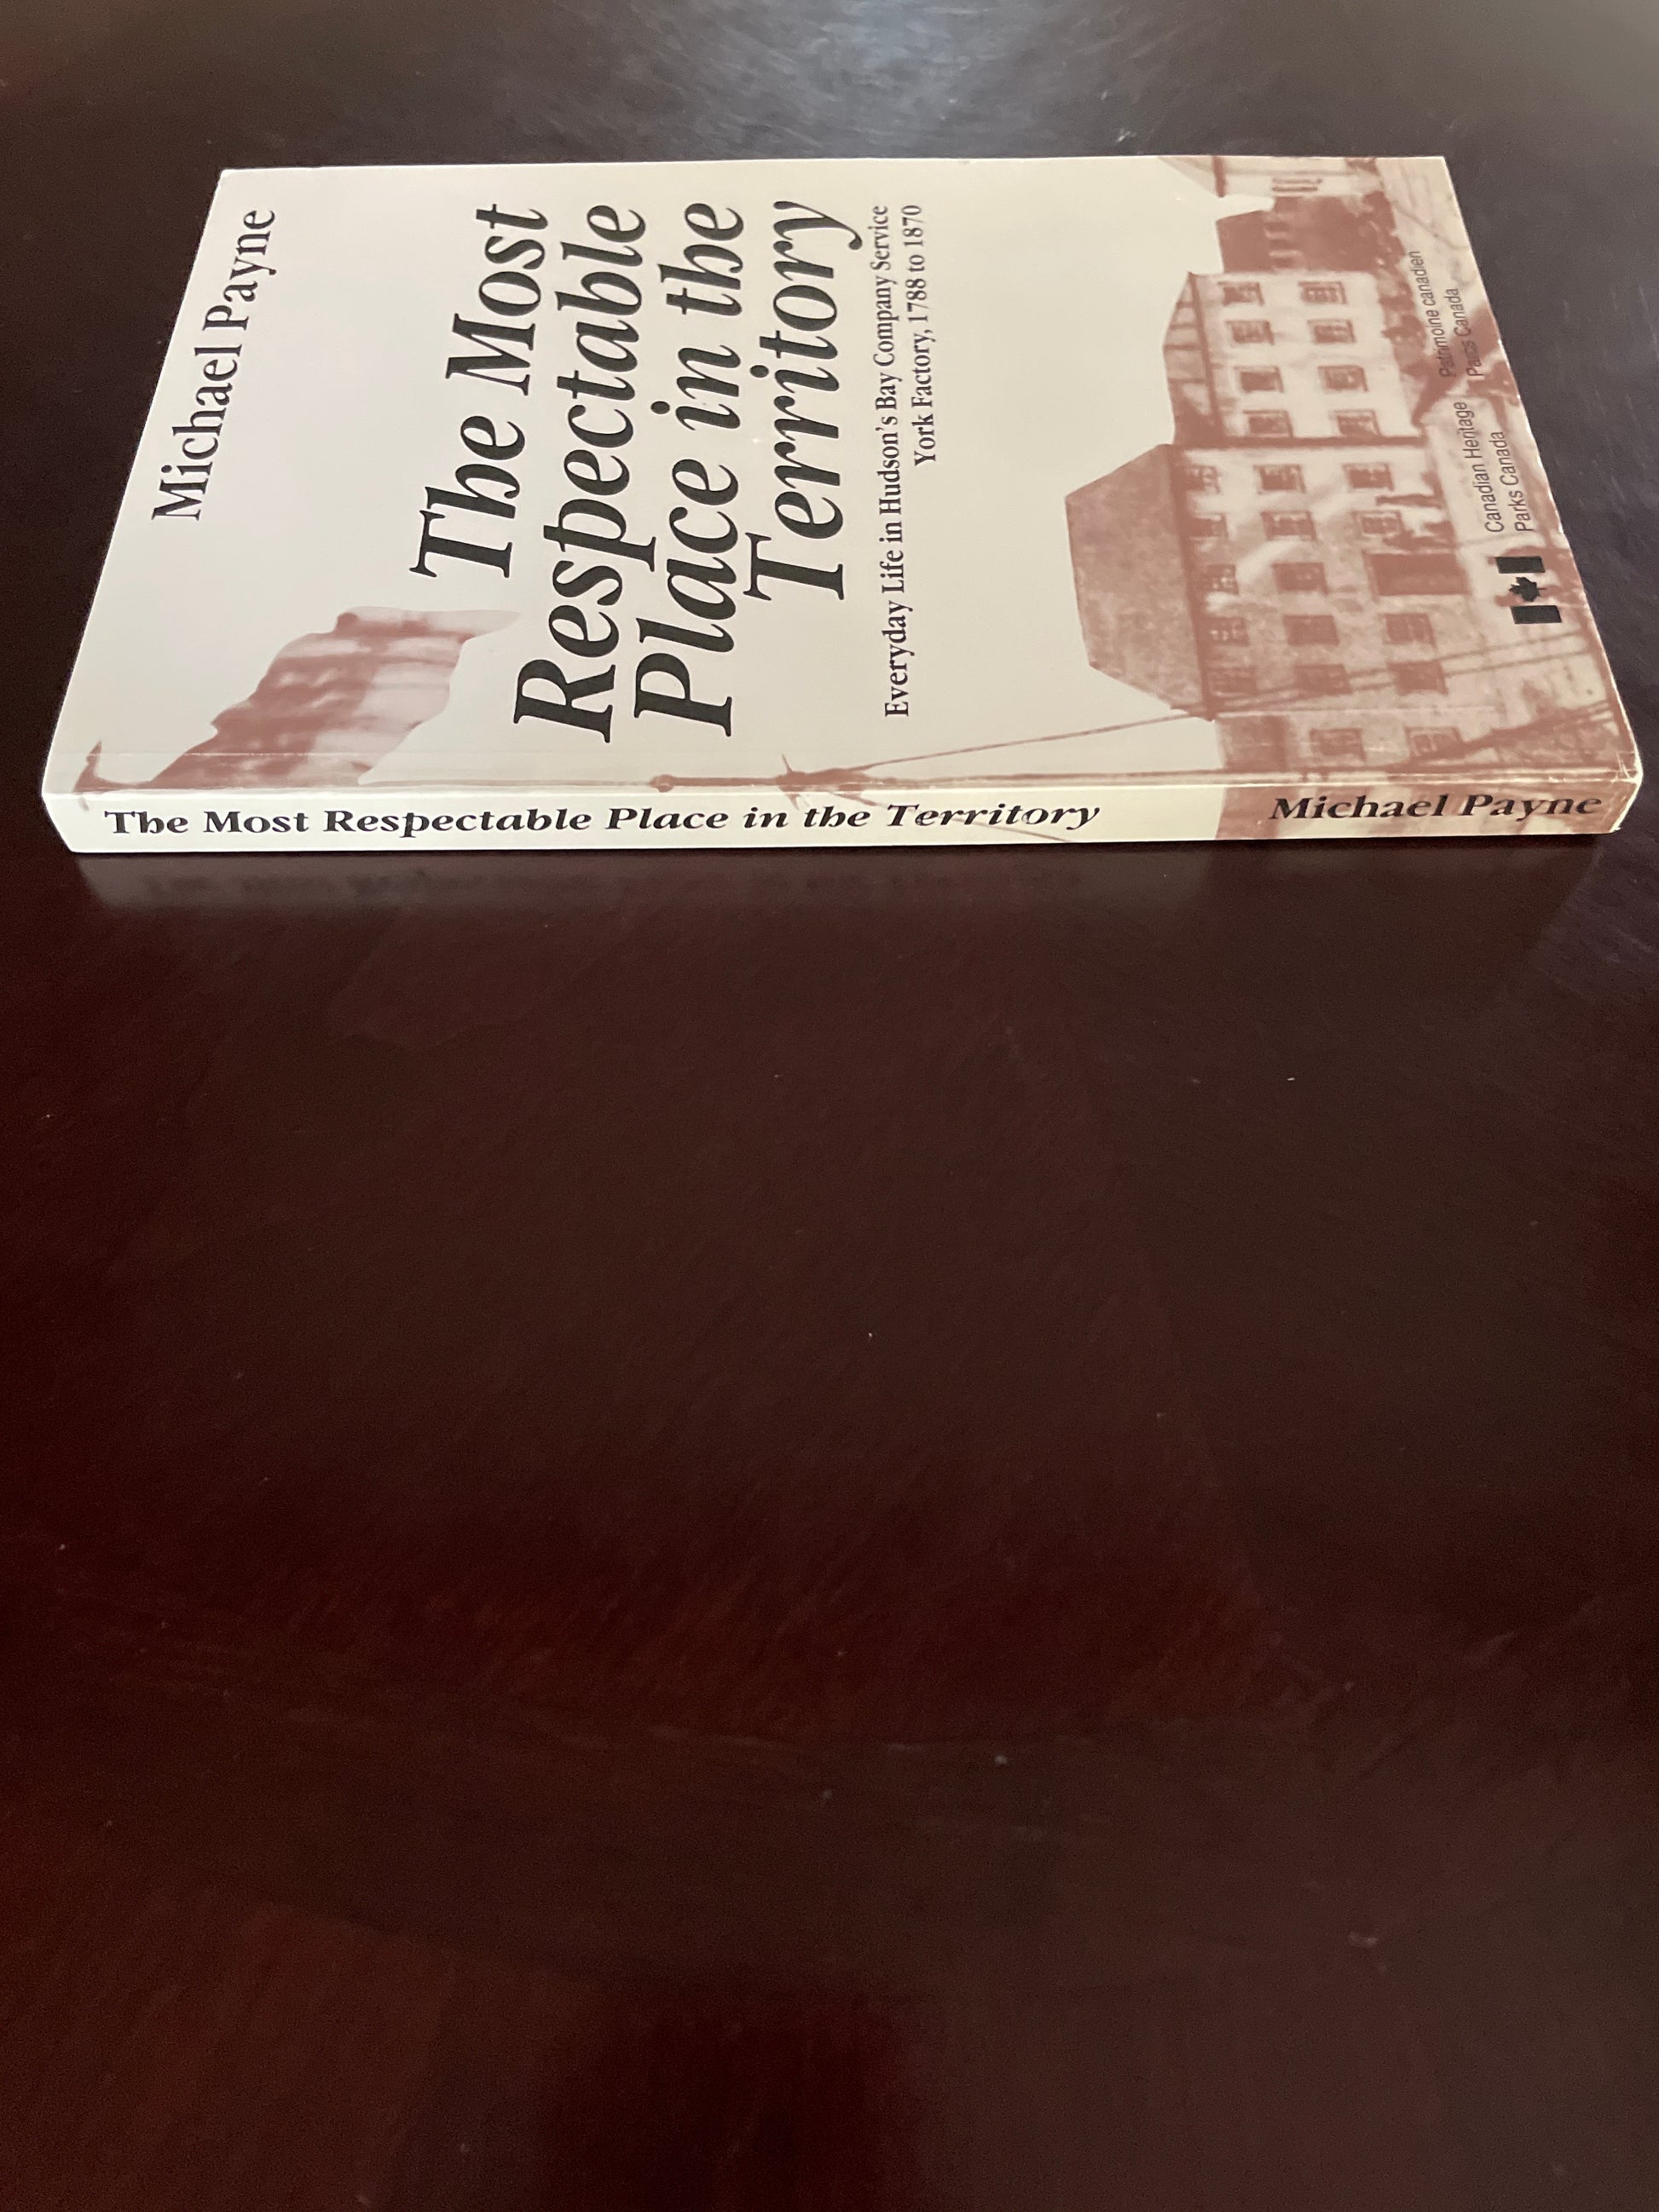 Michael Payne
The Most
Respectable
Place in the
Territory
Everyday Life in Hudson's Bay Company Service
York Factory, 1788 to 1870
Canadian Heritage
Parks Canada
Patrimoine canadien
Parcs Canada
The Most Respectable Place in the Territory
Michael Payne